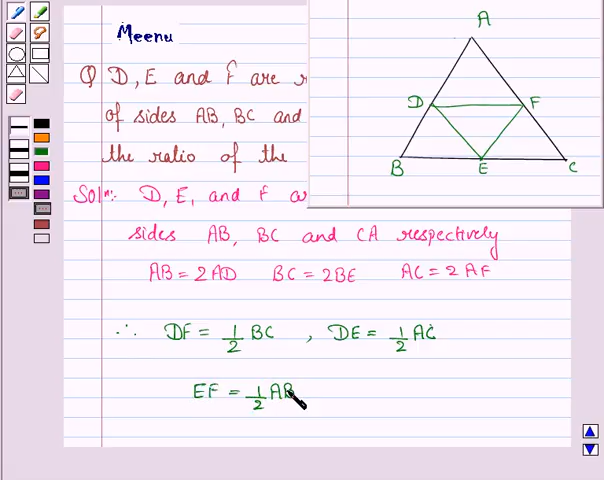 Meenu
Q D, E and F are
of sides AB, BC and
the ratio of the
Solⁿ: D, E, and F
sides AB, BC and CA respectively
AB = 2AD BC = 2BE AC = 2AF
∴ DF = 1/2 BC , DE = 1/2 AC
EF = 1/2 AB
A
D F
B E C